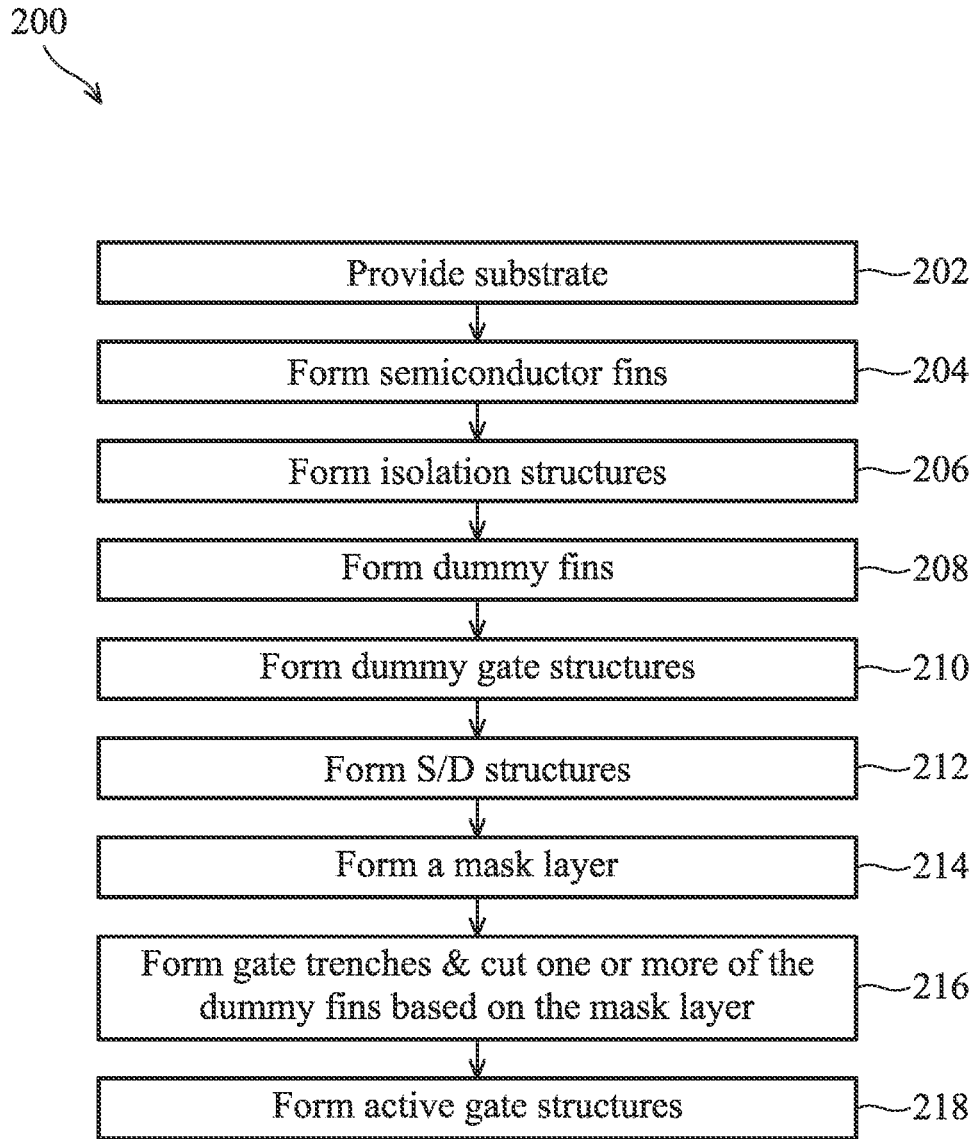 200
Provide substrate
202
Form semiconductor fins
204
Form isolation structures
206
Form dummy fins
208
Form dummy gate structures
210
Form S/D structures
212
Form a mask layer
214
Form gate trenches & cut one or more of the
dummy fins based on the mask layer
216
Form active gate structures
218